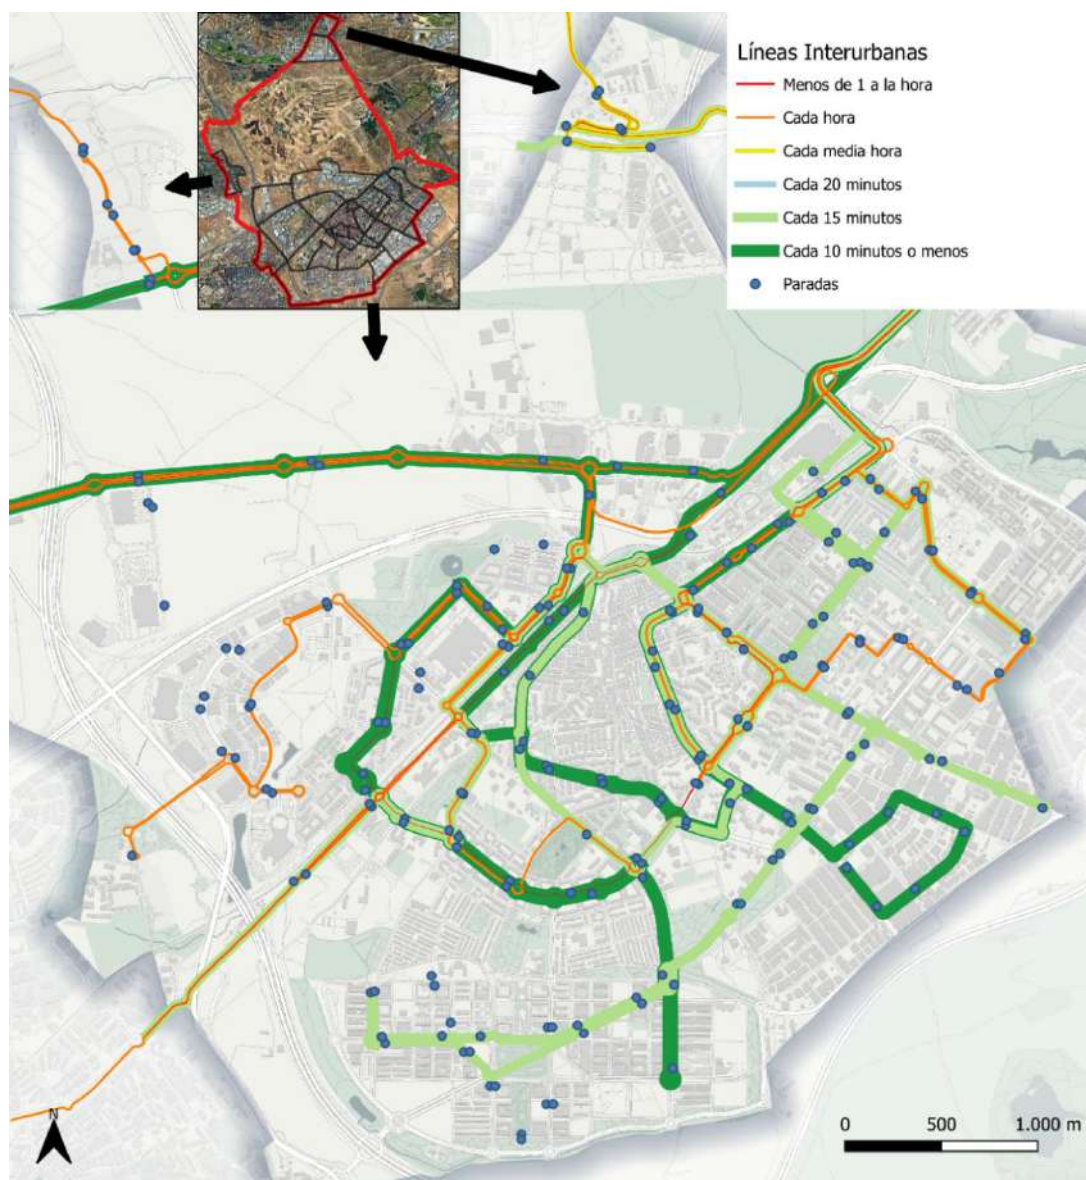 Líneas Interurbanas
Menos de 1 a la hora
Cada hora
Cada media hora
Cada 20 minutos
Cada 15 minutos
Cada 10 minutos o menos
Paradas
N
0 500 1.000 m